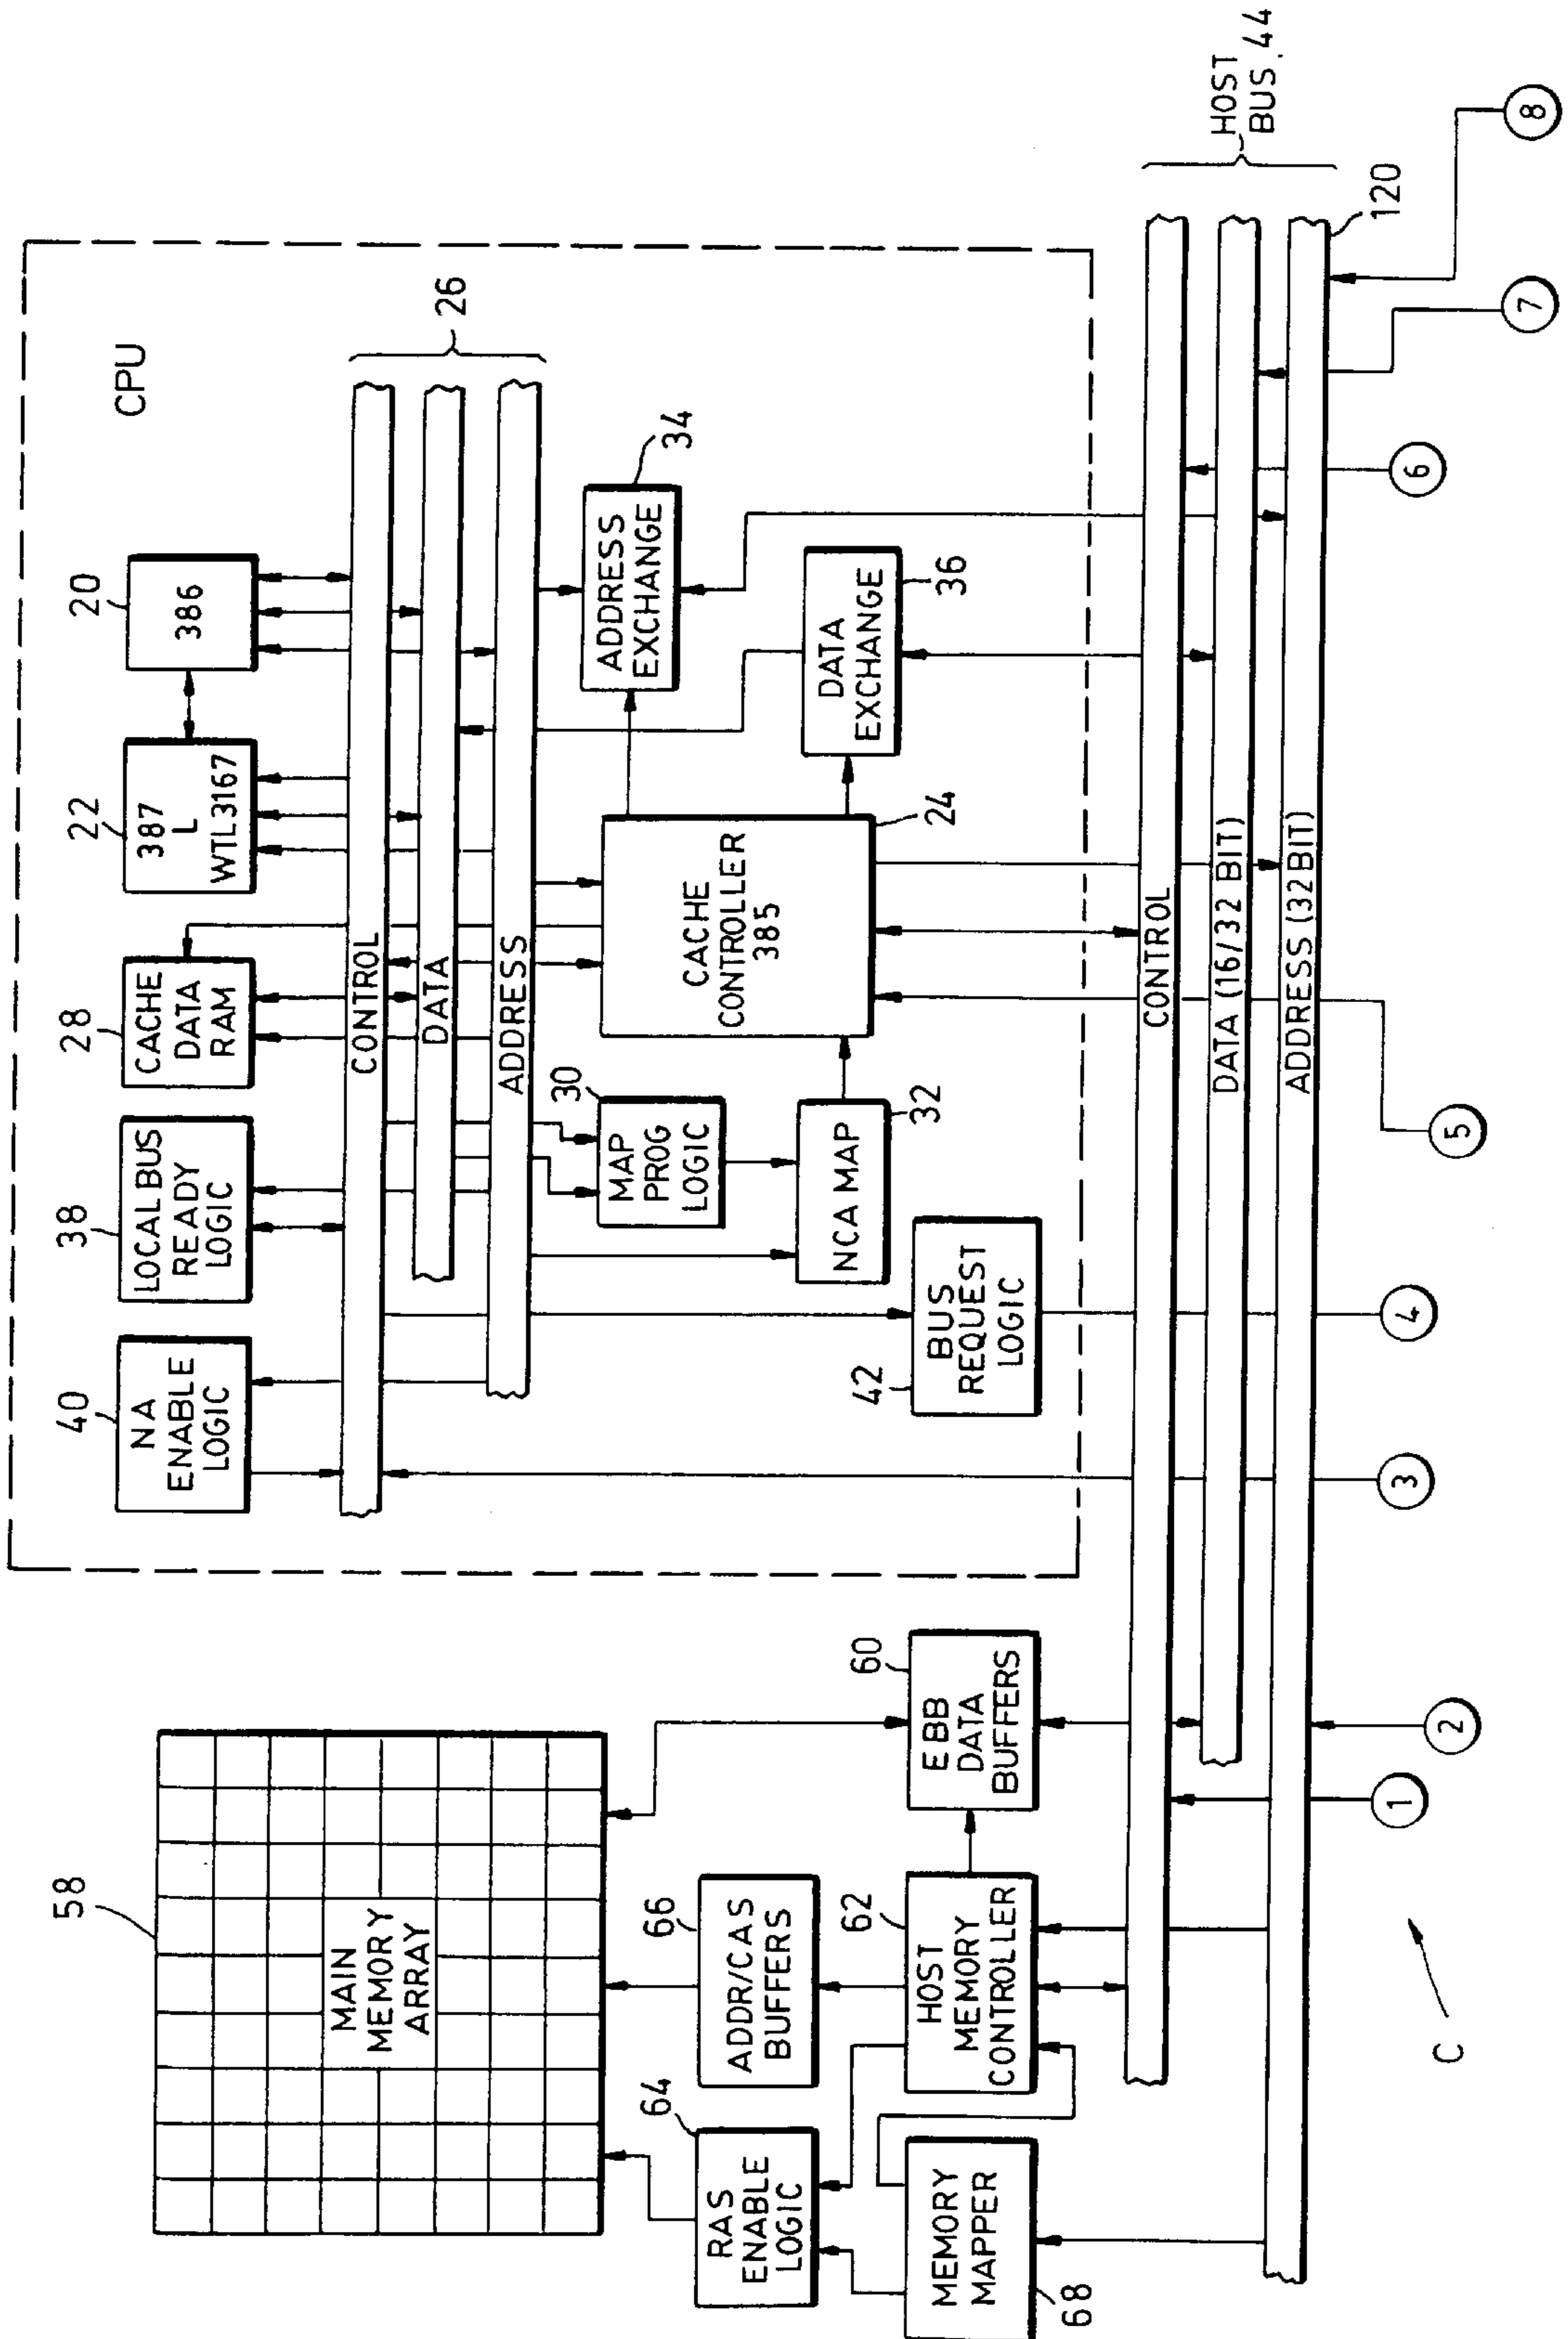 58
MAIN
MEMORY
ARRAY
64
RAS
ENABLE
LOGIC
66
ADDR/CAS
BUFFERS
MEMORY
MAPPER
68
62
HOST
MEMORY
CONTROLLER
60
EBB
DATA
BUFFERS
CPU
40
NA
ENABLE
LOGIC
38
LOCAL BUS
READY
LOGIC
28
CACHE
DATA
RAM
22
387
L
WTL3167
20
386
CONTROL
DATA
ADDRESS
26
30
MAP
PROG
LOGIC
NCA MAP
32
42
BUS
REQUEST
LOGIC
CACHE
CONTROLLER
385
24
ADDRESS
EXCHANGE
34
DATA
EXCHANGE
36
CONTROL
DATA (16/32 BIT)
ADDRESS (32 BIT)
HOST
BUS, 44
120
C
1
2
3
4
5
6
7
8